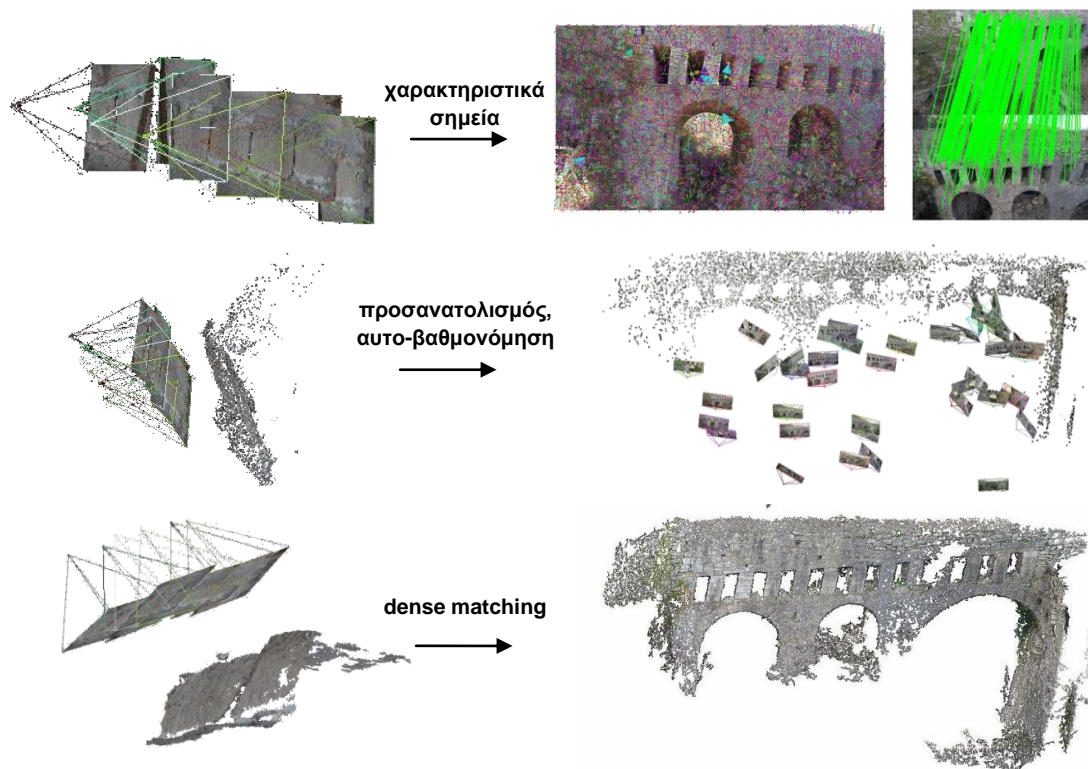 χαρακτηριστικά
σημεία
προσανατολισμός,
αυτο-βαθμονόμηση
dense matching